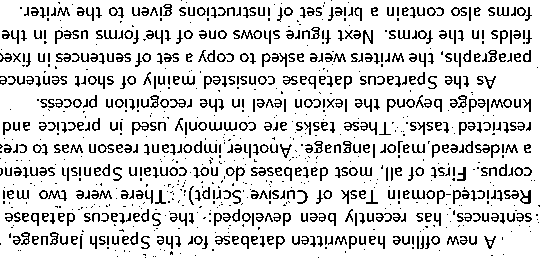 A new offline handwritten database for the Spanish language,
sentences, has recently been developed: the Spartacus database
Restricted-domain Task of Cursive Script). There were two mai
corpus. First of all, most databases do not contain Spanish sentenc
a widespread major language. Another important reason was to crea
restricted tasks. These tasks are commonly used in practice and
knowledge beyond the lexicon level in the recognition process.
As the Spartacus database consisted mainly of short sentence
paragraphs, the writers were asked to copy a set of sentences in fixe
fields in the forms. Next figure shows one of the forms used in the
forms also contain a brief set of instructions given to the writer.